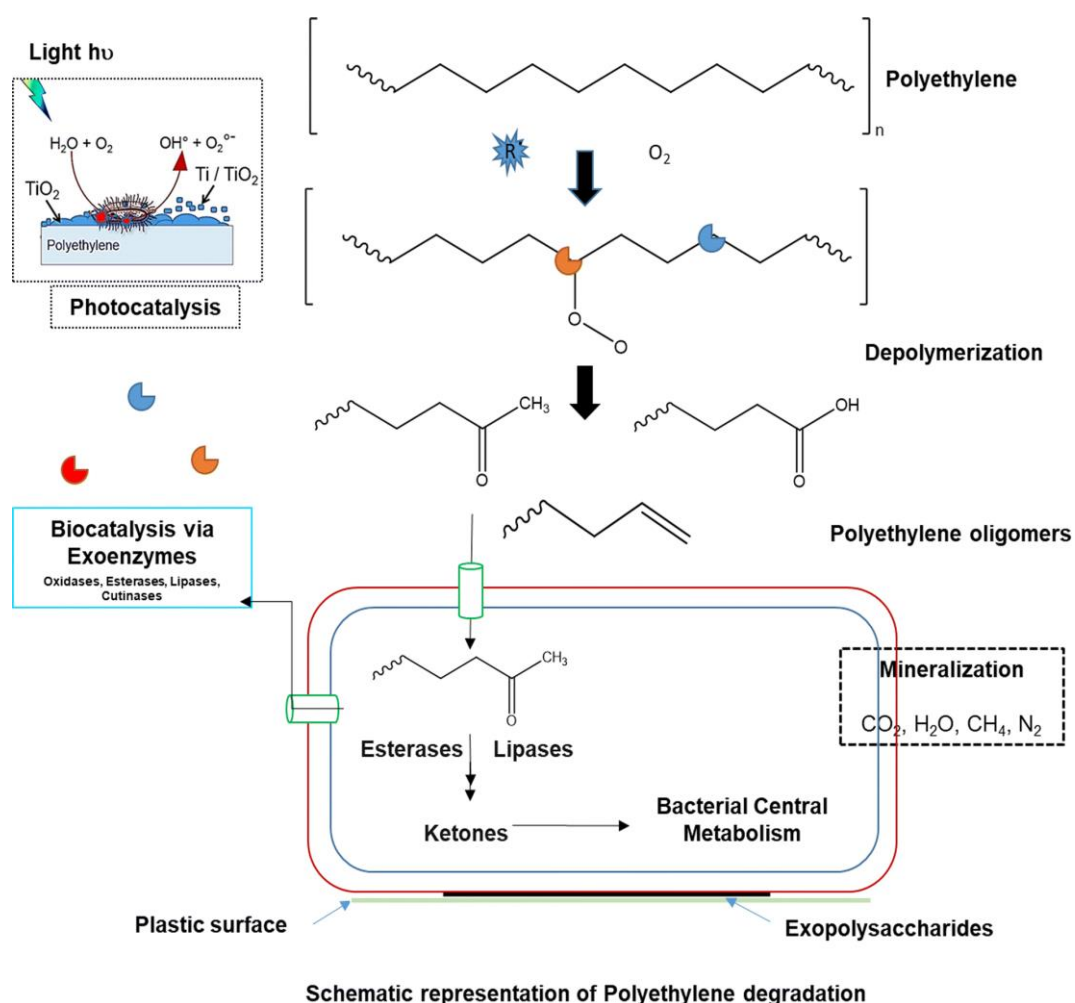 Light hυ
H₂O + O₂
OH° + O₂°⁻
Ti / TiO₂
TiO₂
Polyethylene
Photocatalysis
Polyethylene
n
R•
O₂
O
O
Depolymerization
CH₃
O
OH
O
Polyethylene oligomers
Biocatalysis via
Exoenzymes
Oxidases, Esterases, Lipases,
Cutinases
CH₃
O
Esterases
Lipases
Ketones
Bacterial Central
Metabolism
Mineralization
CO₂, H₂O, CH₄, N₂
Plastic surface
Exopolysaccharides
Schematic representation of Polyethylene degradation